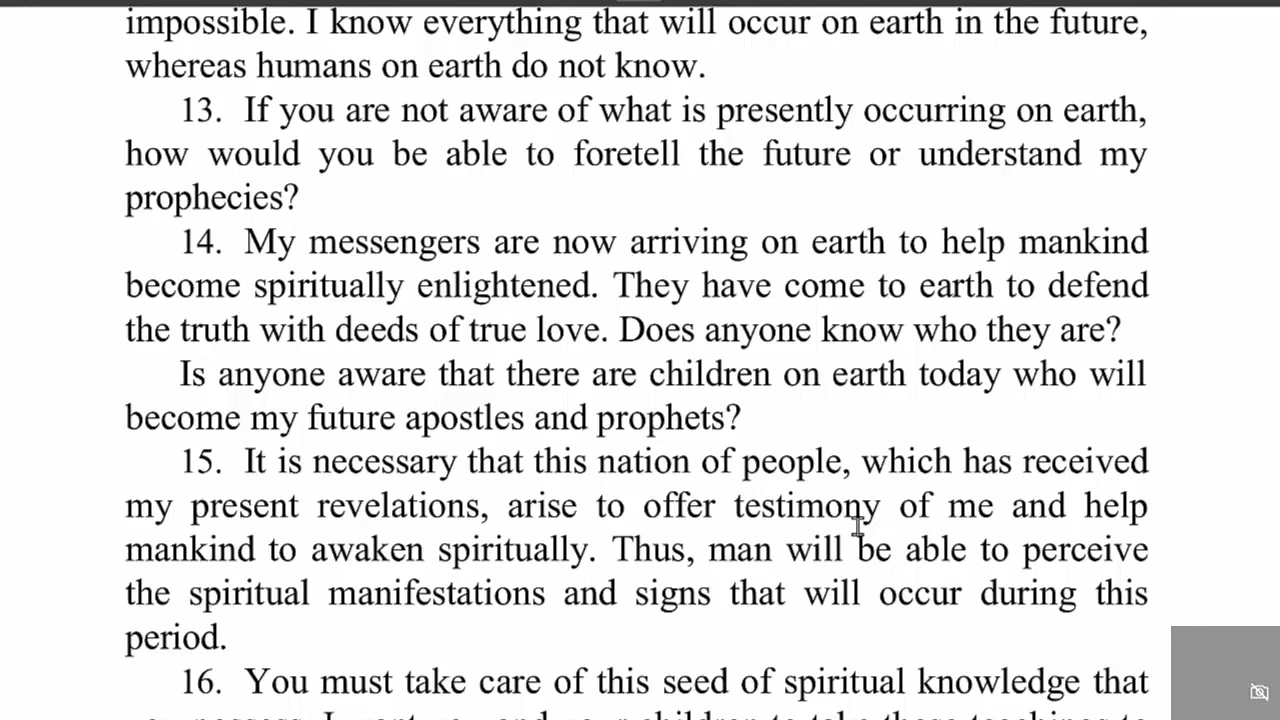 impossible. I know everything that will occur on earth in the future,
whereas humans on earth do not know.
13. If you are not aware of what is presently occurring on earth,
how would you be able to foretell the future or understand my
prophecies?
14. My messengers are now arriving on earth to help mankind
become spiritually enlightened. They have come to earth to defend
the truth with deeds of true love. Does anyone know who they are?
Is anyone aware that there are children on earth today who will
become my future apostles and prophets?
15. It is necessary that this nation of people, which has received
my present revelations, arise to offer testimony of me and help
mankind to awaken spiritually. Thus, man will be able to perceive
the spiritual manifestations and signs that will occur during this
period.
16. You must take care of this seed of spiritual knowledge that